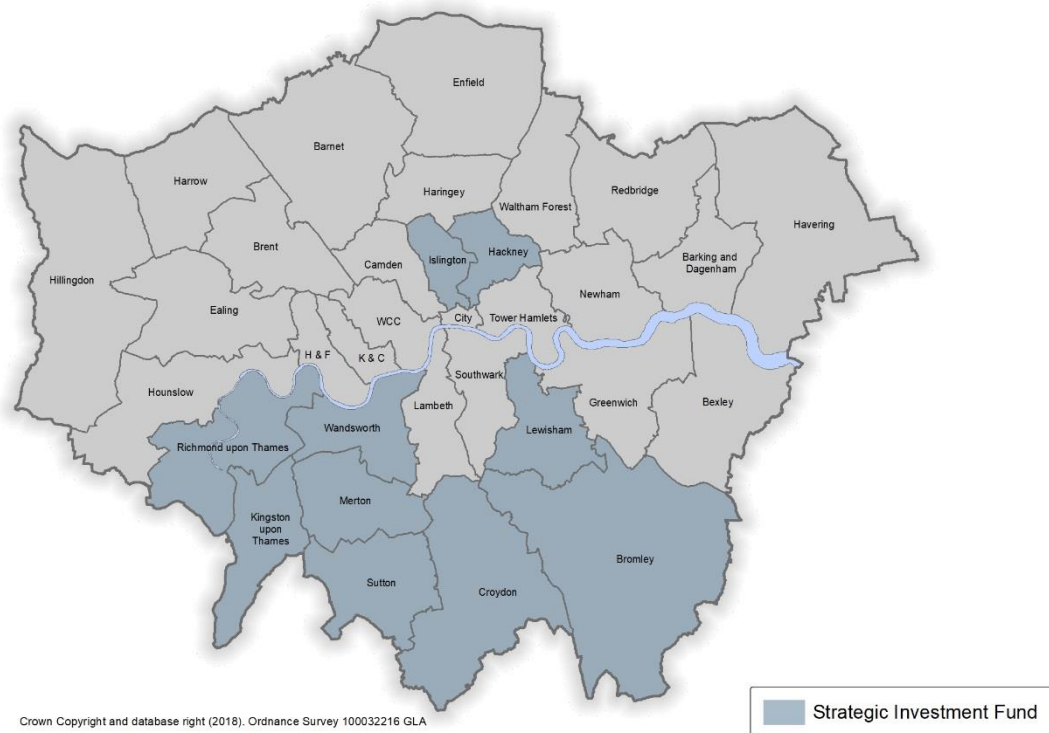 Enfield
Barnet
Harrow
Haringey
Waltham Forest
Redbridge
Havering
Brent
Camden
Islington
Hackney
Barking and
Dagenham
Hillingdon
Ealing
WCC
City
Tower Hamlets
Newham
H & F
K & C
Hounslow
Southwark
Lambeth
Greenwich
Bexley
Wandsworth
Lewisham
Richmond upon Thames
Merton
Kingston
upon
Thames
Sutton
Croydon
Bromley
Crown Copyright and database right (2018). Ordnance Survey 100032216 GLA
Strategic Investment Fund